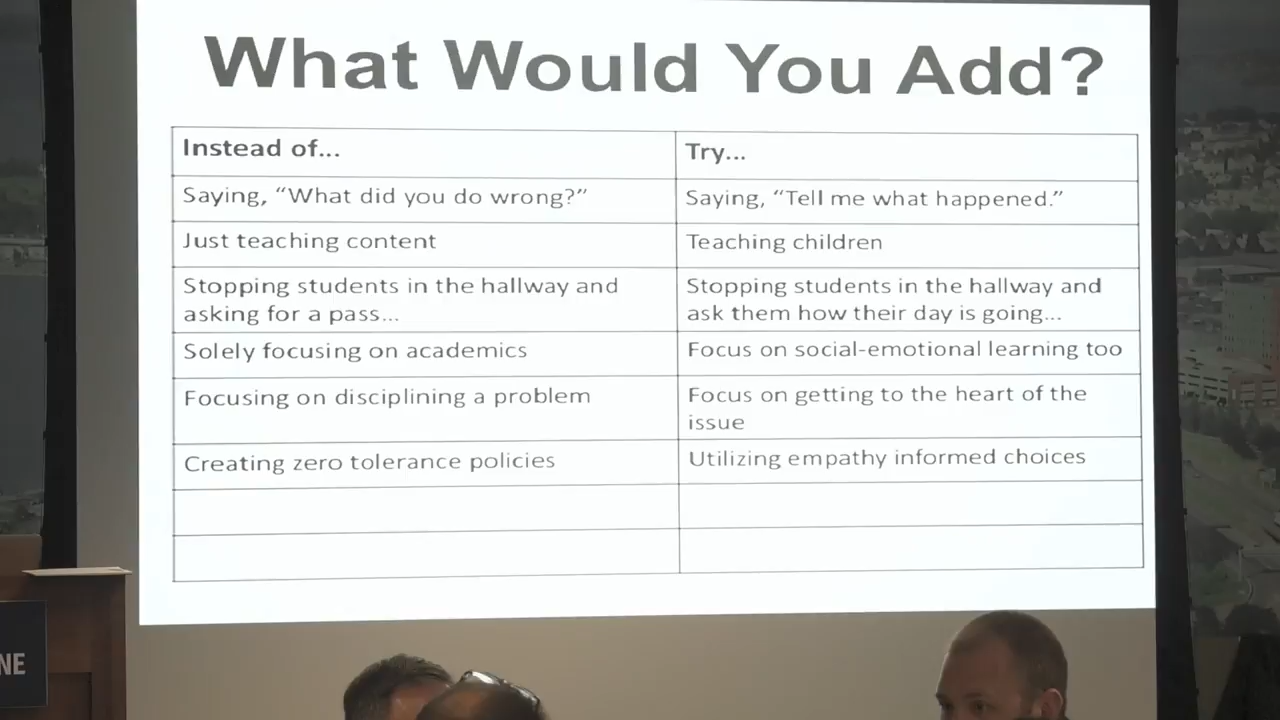 What Would You Add?
Instead of...
Try...
Saying, “What did you do wrong?”
Saying, “Tell me what happened.”
Just teaching content
Teaching children
Stopping students in the hallway and
asking for a pass...
Stopping students in the hallway and
ask them how their day is going...
Solely focusing on academics
Focus on social-emotional learning too
Focusing on disciplining a problem
Focus on getting to the heart of the
issue
Creating zero tolerance policies
Utilizing empathy informed choices
NE